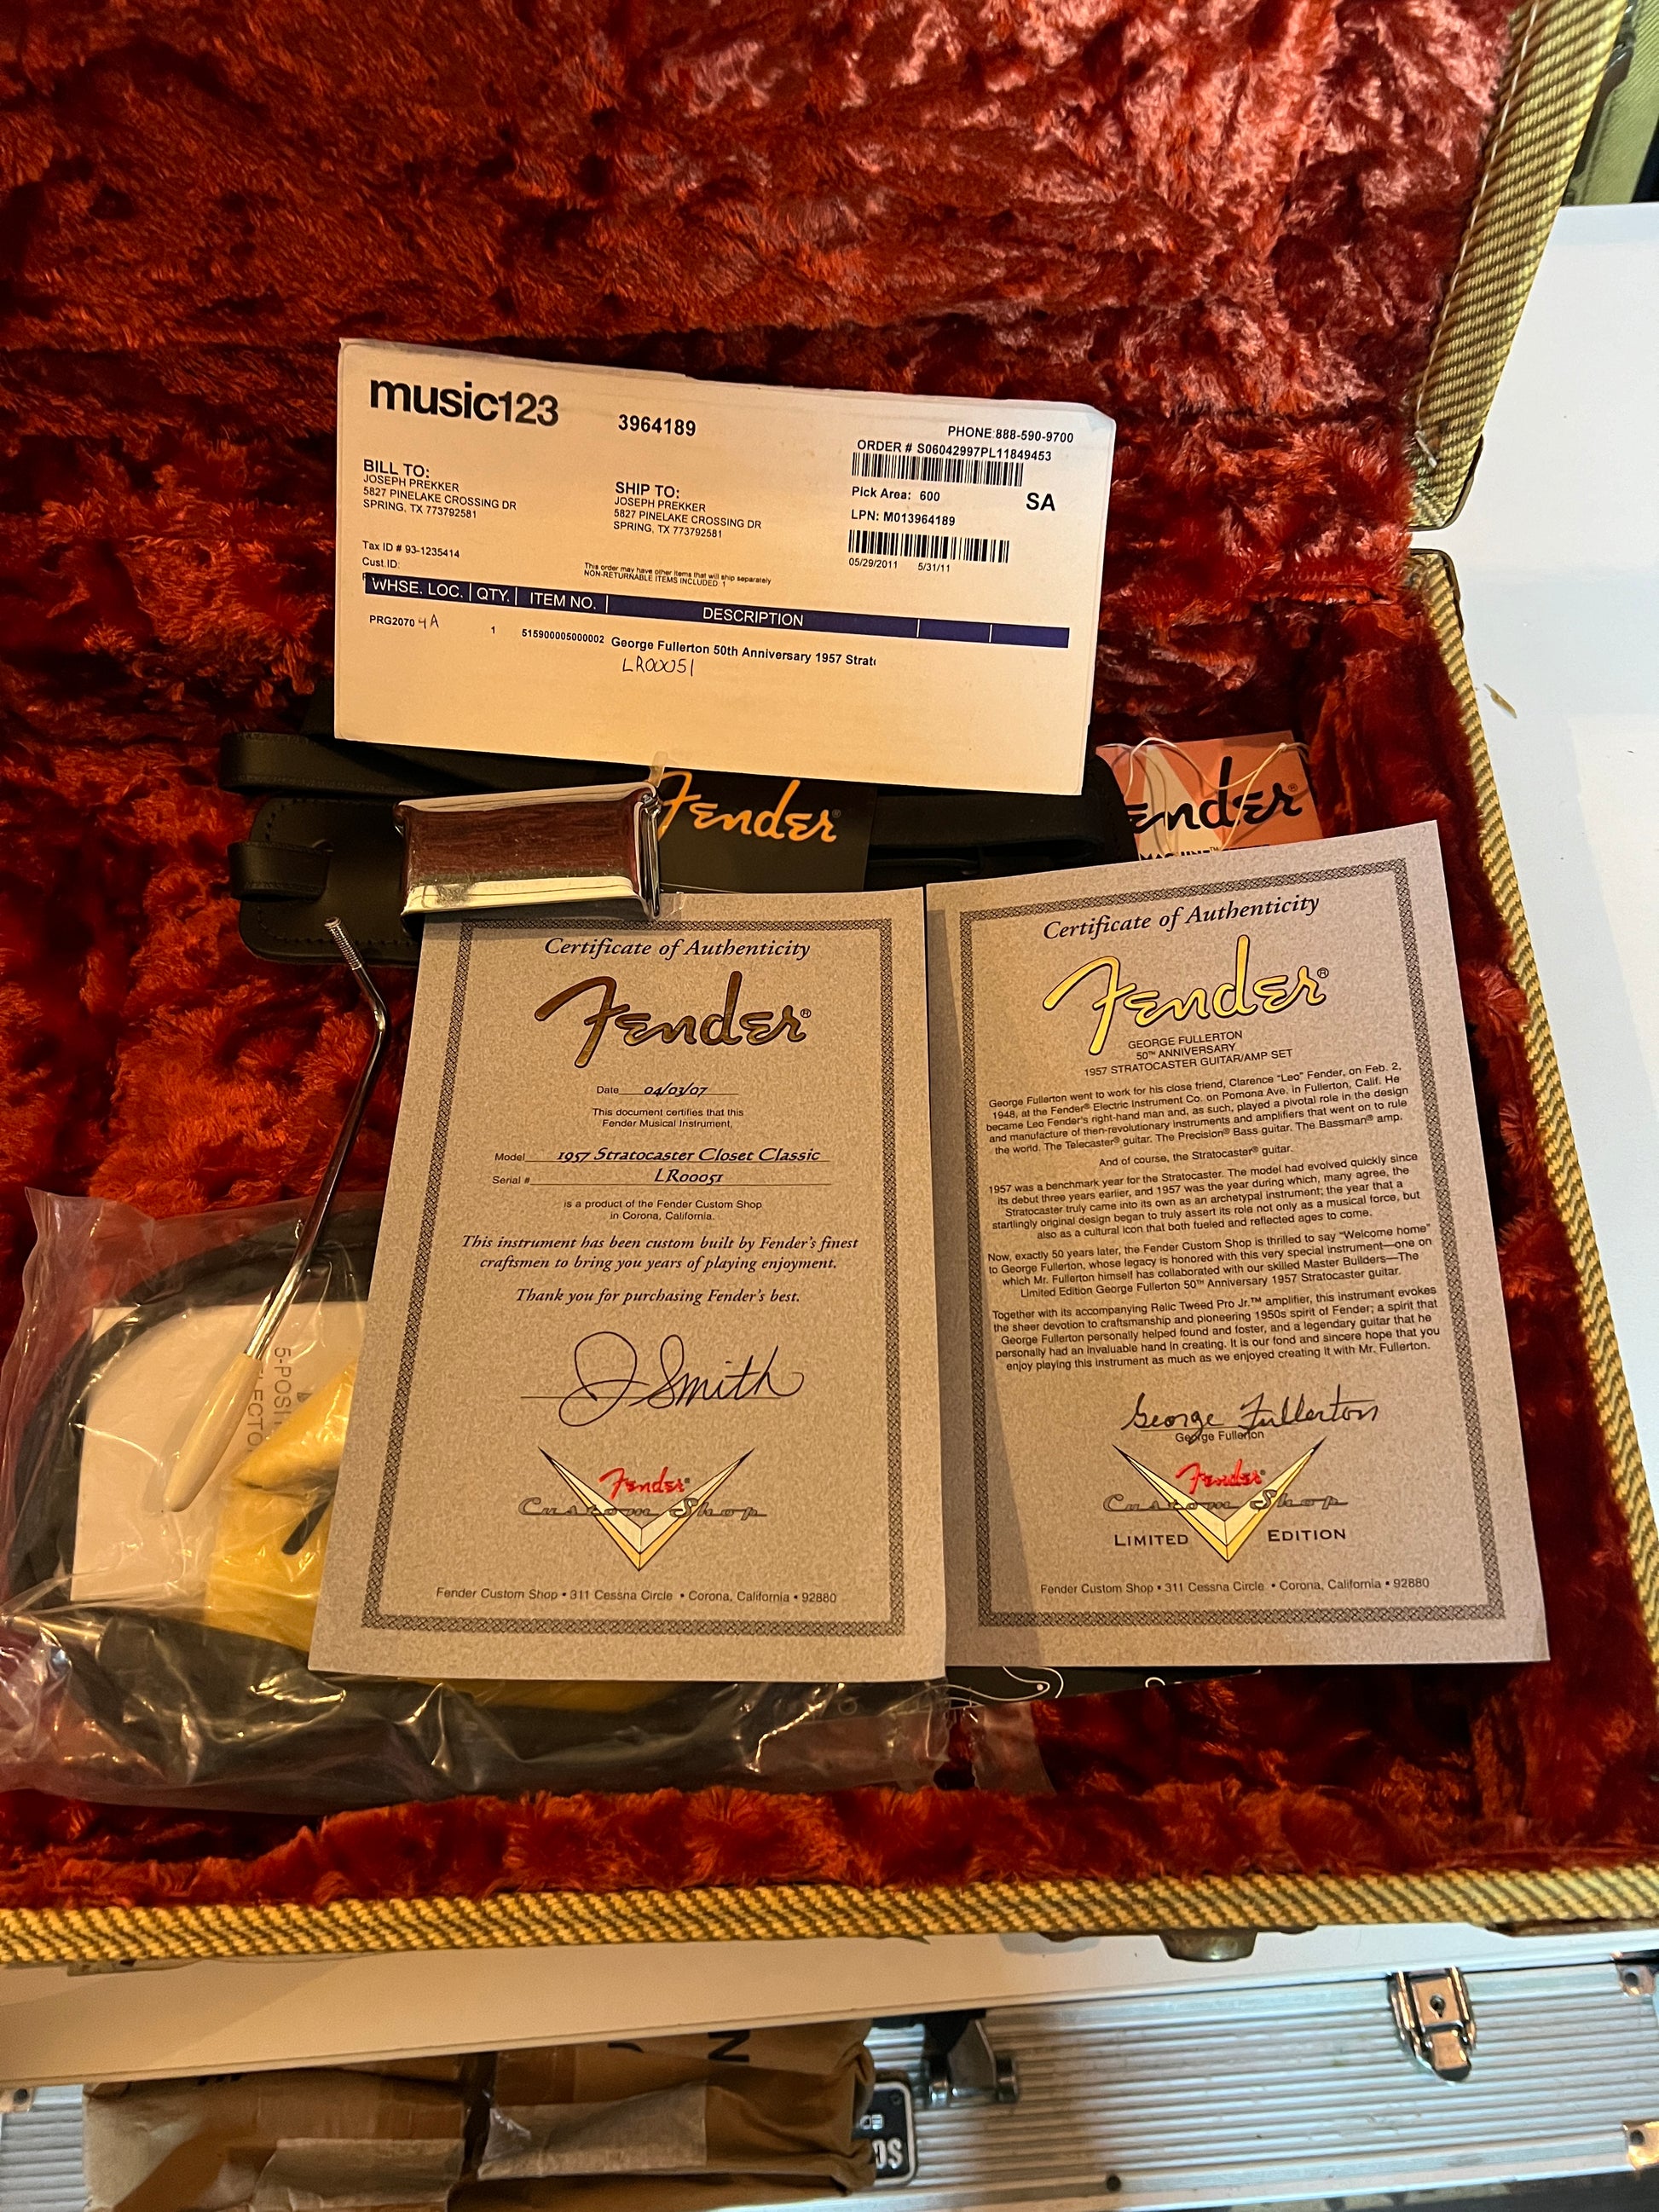 music123
3964189
PHONE:888-590-9700
ORDER # S06042997PL11849453
BILL TO:
JOSEPH PREKKER
5827 PINELAKE CROSSING DR
SPRING, TX 773792581
SHIP TO:
JOSEPH PREKKER
5827 PINELAKE CROSSING DR
SPRING, TX 773792581
Pick Area: 600
SA
LPN: M013964189
05/29/2011 5/31/11
Tax ID # 93-1235414
Cust.ID:
This order may have other items that will ship separately
NON-RETURNABLE ITEMS INCLUDED: 1
WHSE. LOC. QTY. ITEM NO. DESCRIPTION
PRG2070 4A 1 515900005000002 George Fullerton 50th Anniversary 1957 Strat
LR00051
Fender
Fender®
Certificate of Authenticity
Fender®
Date 04/03/07
This document certifies that this
Fender Musical Instrument,
Model 1957 Stratocaster Closet Classic
Serial # LR00051
is a product of the Fender Custom Shop
in Corona, California.
This instrument has been custom built by Fender's finest
craftsmen to bring you years of playing enjoyment.
Thank you for purchasing Fender's best.
J Smith
Fender®
Custom Shop
Fender Custom Shop • 311 Cessna Circle • Corona, California • 92880
Certificate of Authenticity
Fender®
GEORGE FULLERTON
50TH ANNIVERSARY
1957 STRATOCASTER GUITAR/AMP SET
George Fullerton went to work for his close friend, Clarence "Leo" Fender, on Feb. 2,
1948, at the Fender® Electric Instrument Co. on Pomona Ave. in Fullerton, Calif. He
became Leo Fender's right-hand man and, as such, played a pivotal role in the design
and manufacture of then-revolutionary instruments and amplifiers that went on to rule
the world. The Telecaster® guitar. The Precision® Bass guitar. The Bassman® amp.
And of course, the Stratocaster® guitar.
1957 was a benchmark year for the Stratocaster. The model had evolved quickly since
its debut three years earlier, and 1957 was the year during which, many agree, the
Stratocaster truly came into its own as an archetypal instrument; the year that a
startlingly original design began to truly assert its role not only as a musical force, but
also as a cultural icon that both fueled and reflected ages to come.
Now, exactly 50 years later, the Fender Custom Shop is thrilled to say "Welcome home"
to George Fullerton, whose legacy is honored with this very special instrument—one on
which Mr. Fullerton himself has collaborated with our skilled Master Builders—The
Limited Edition George Fullerton 50TH Anniversary 1957 Stratocaster guitar.
Together with its accompanying Relic Tweed Pro Jr.™ amplifier, this instrument evokes
the sheer devotion to craftsmanship and pioneering 1950s spirit of Fender; a spirit that
George Fullerton personally helped found and foster, and a legendary guitar that he
personally had an invaluable hand in creating. It is our fond and sincere hope that you
enjoy playing this instrument as much as we enjoyed creating it with Mr. Fullerton.
George Fullerton
George Fullerton
Fender®
Custom Shop
LIMITED EDITION
Fender Custom Shop • 311 Cessna Circle • Corona, California • 92880